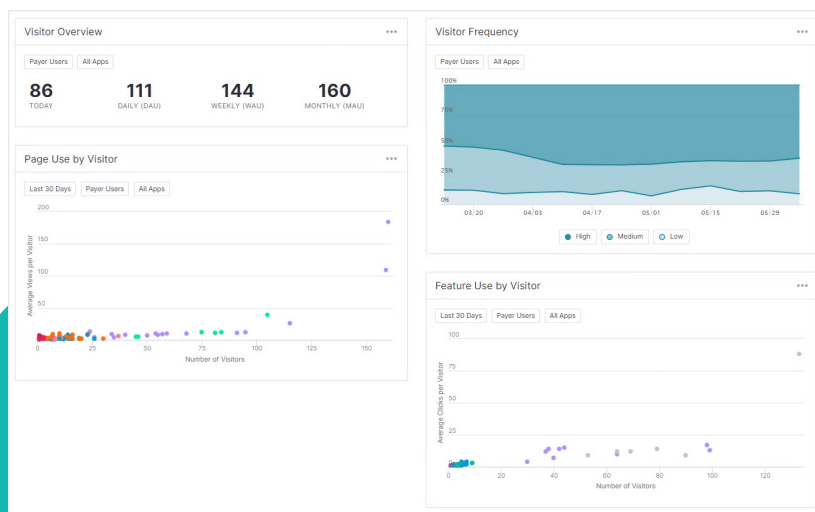 Visitor Overview
Payer Users
All Apps
86
111
144
160
TODAY
DAILY (DAU)
WEEKLY (WAU)
MONTHLY (MAU)
Page Use by Visitor
Last 30 Days
Payer Users
All Apps
200
150
100
50
Average Views per Visitor
0
25
50
75
100
125
150
Number of Visitors
Visitor Frequency
Payer Users
All Apps
100%
75%
50%
25%
0%
03/20
04/03
04/17
05/01
05/15
05/29
High
Medium
Low
Feature Use by Visitor
Last 30 Days
Payer Users
All Apps
100
75
50
25
0
Average Clicks per Visitor
0
20
40
60
80
100
120
Number of Visitors